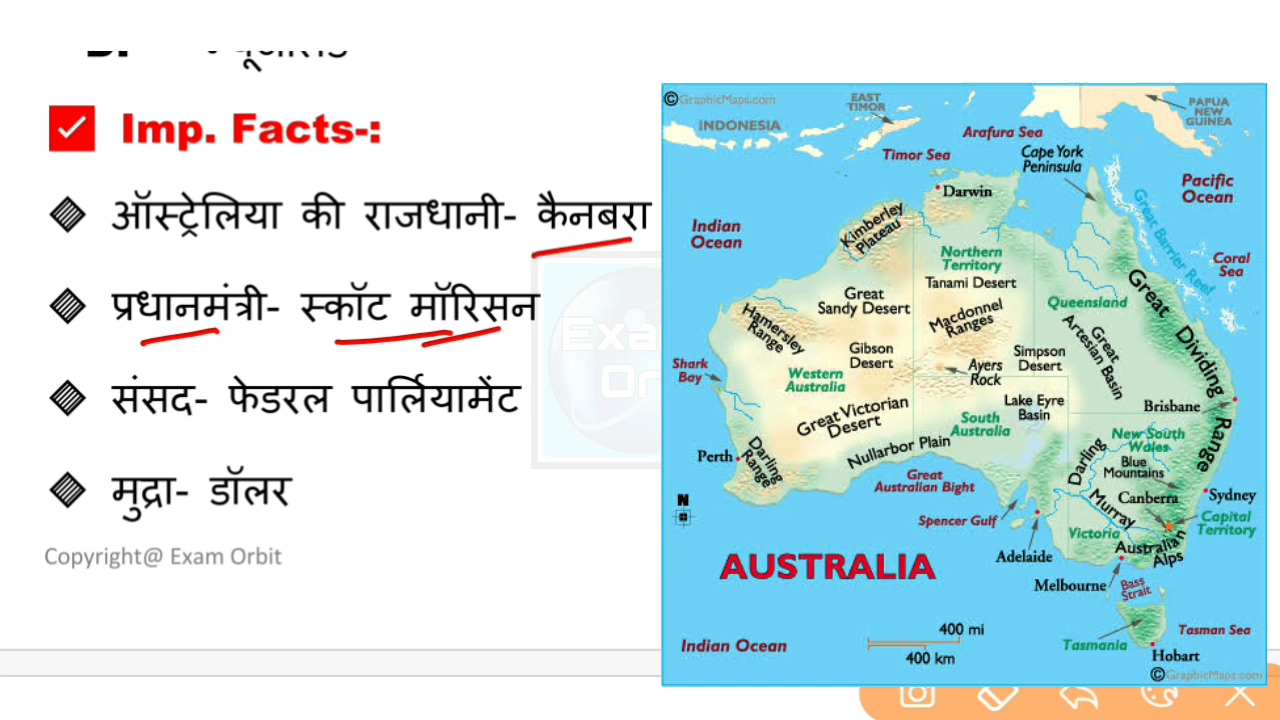 Imp. Facts-:
ऑस्ट्रेलिया की राजधानी- कैनबरा
प्रधानमंत्री- स्कॉट मॉरिसन
संसद- फेडरल पार्लियामेंट
मुद्रा- डॉलर
Copyright@ Exam Orbit
©GraphicMaps.com
EAST
TIMOR
INDONESIA
PAPUA
NEW
GUINEA
Arafura Sea
Timor Sea
Cape York
Peninsula
Pacific
Ocean
Darwin
Indian
Ocean
Kimberley
Plateau
Great Barrier Reef
Coral
Sea
Northern
Territory
Tanami Desert
Great
Sandy Desert
Queensland
Great Dividing Range
Hamersley
Range
Macdonnel
Ranges
Great
Artesian Basin
Gibson
Desert
Simpson
Desert
Shark
Bay
Western
Australia
Ayers
Rock
Great Victorian
Desert
Lake Eyre
Basin
Brisbane
South
Australia
New South
Wales
Nullarbor Plain
Perth
Darling
Range
Darling
Blue
Mountains
Great
Australian Bight
Murray
Canberra
Sydney
N
Spencer Gulf
Capital
Territory
Victoria
Adelaide
Australian
Alps
AUSTRALIA
Melbourne
Bass
Strait
400 mi
Tasman Sea
Indian Ocean
Tasmania
400 km
Hobart
©GraphicMaps.com